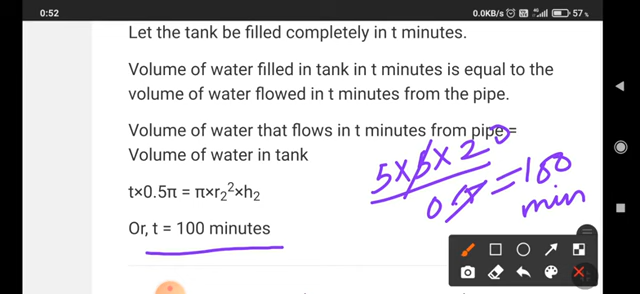 0:52 0.0KB/s 4G 57%
Let the tank be filled completely in t minutes.
Volume of water filled in tank in t minutes is equal to the
volume of water flowed in t minutes from the pipe.
Volume of water that flows in t minutes from pipe =
Volume of water in tank
t×0.5π = π×r₂²×h₂
Or, t = 100 minutes
5×5×2
= 100
min